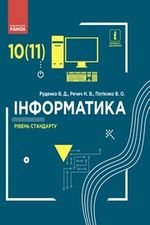 РАНОК
Руденко В. Д., Речич Н. В., Потієнко В. О.
10(11)
ІНФОРМАТИКА
РІВЕНЬ СТАНДАРТУ